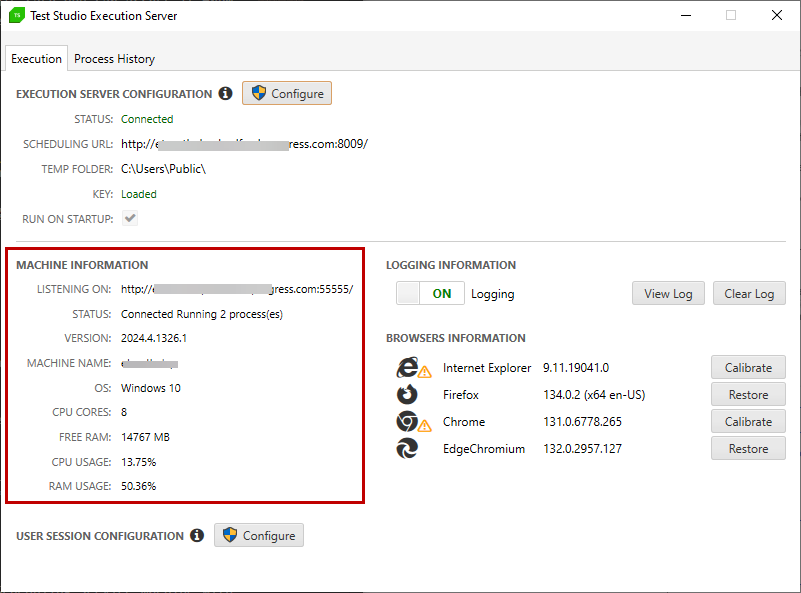 TS Test Studio Execution Server
Execution Process History
EXECUTION SERVER CONFIGURATION i Configure
STATUS: Connected
SCHEDULING URL: http:// ress.com:8009/
TEMP FOLDER: C:\Users\Public\
KEY: Loaded
RUN ON STARTUP:
MACHINE INFORMATION
LISTENING ON: http:// gress.com:55555/
STATUS: Connected Running 2 process(es)
VERSION: 2024.4.1326.1
MACHINE NAME:
OS: Windows 10
CPU CORES: 8
FREE RAM: 14767 MB
CPU USAGE: 13.75%
RAM USAGE: 50.36%
LOGGING INFORMATION
ON Logging View Log Clear Log
BROWSERS INFORMATION
Internet Explorer 9.11.19041.0 Calibrate
Firefox 134.0.2 (x64 en-US) Restore
Chrome 131.0.6778.265 Calibrate
EdgeChromium 132.0.2957.127 Restore
USER SESSION CONFIGURATION i Configure